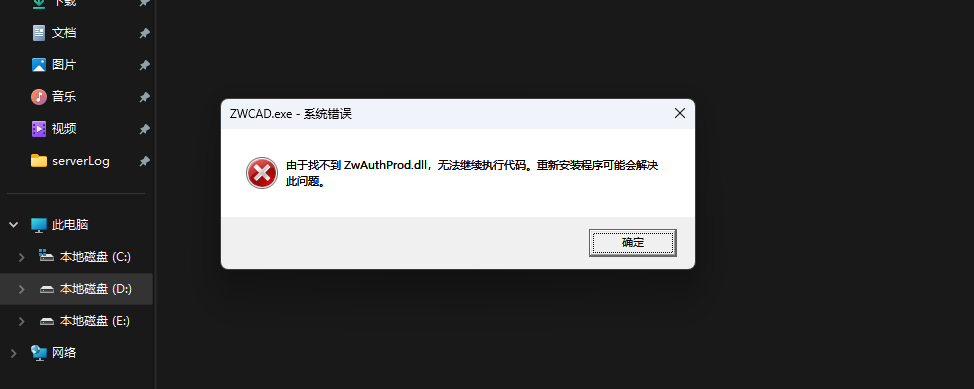 下载
文档
图片
音乐
视频
serverLog
此电脑
本地磁盘 (C:)
本地磁盘 (D:)
本地磁盘 (E:)
网络
ZWCAD.exe - 系统错误
由于找不到 ZwAuthProd.dll，无法继续执行代码。重新安装程序可能会解决
此问题。
确定